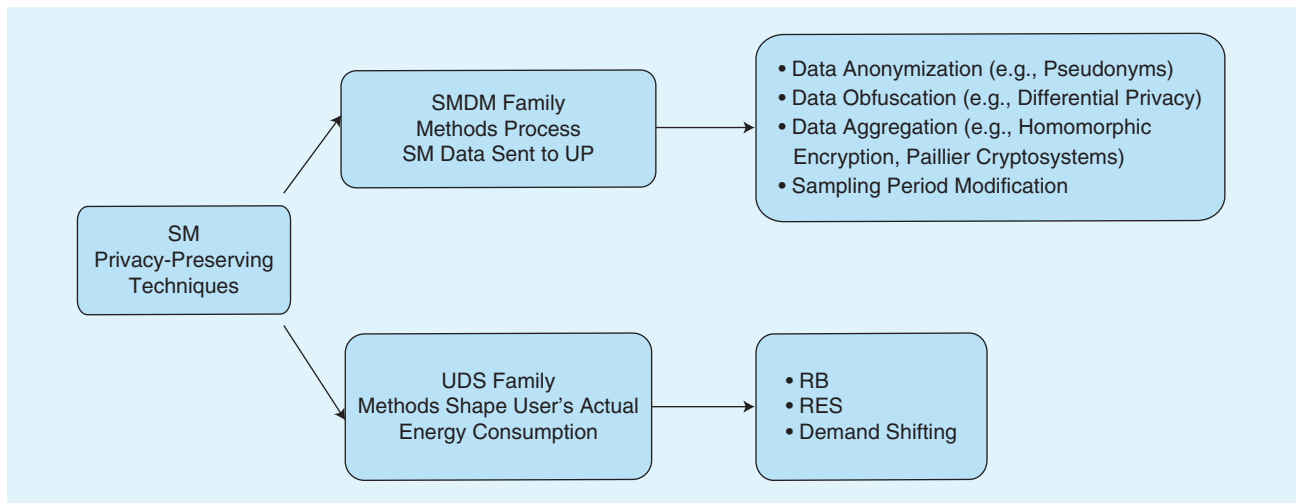 SM
Privacy-Preserving
Techniques
SMDM Family
Methods Process
SM Data Sent to UP
• Data Anonymization (e.g., Pseudonyms)
• Data Obfuscation (e.g., Differential Privacy)
• Data Aggregation (e.g., Homomorphic
Encryption, Paillier Cryptosystems)
• Sampling Period Modification
UDS Family
Methods Shape User's Actual
Energy Consumption
• RB
• RES
• Demand Shifting